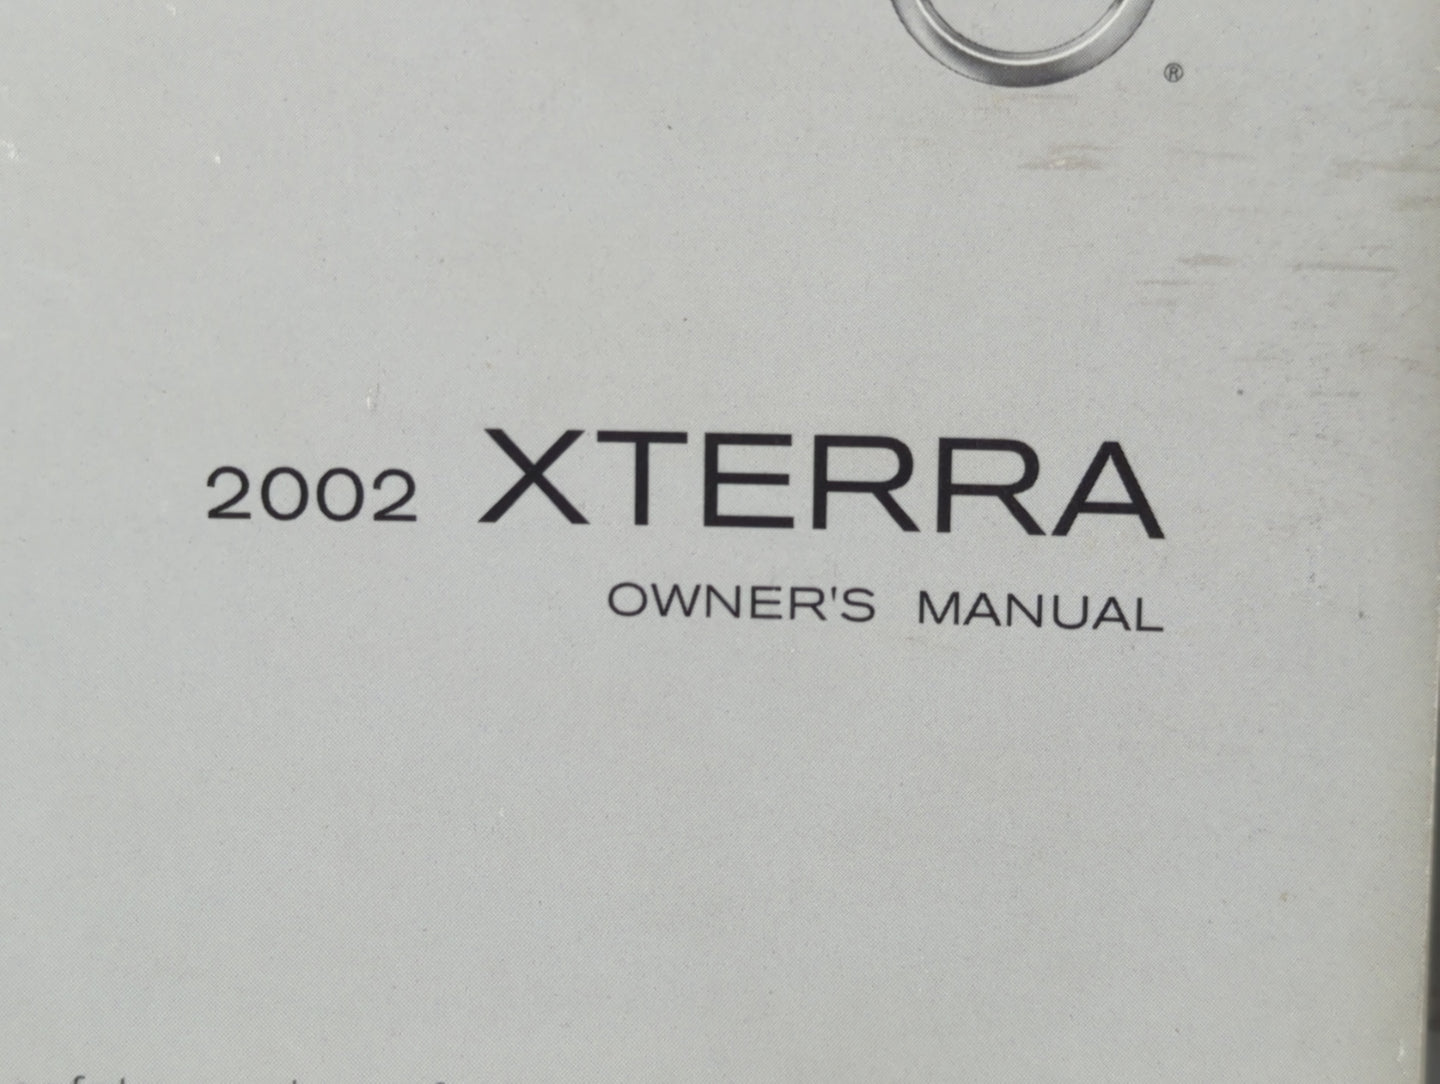 ®
2002 XTERRA
OWNER'S MANUAL